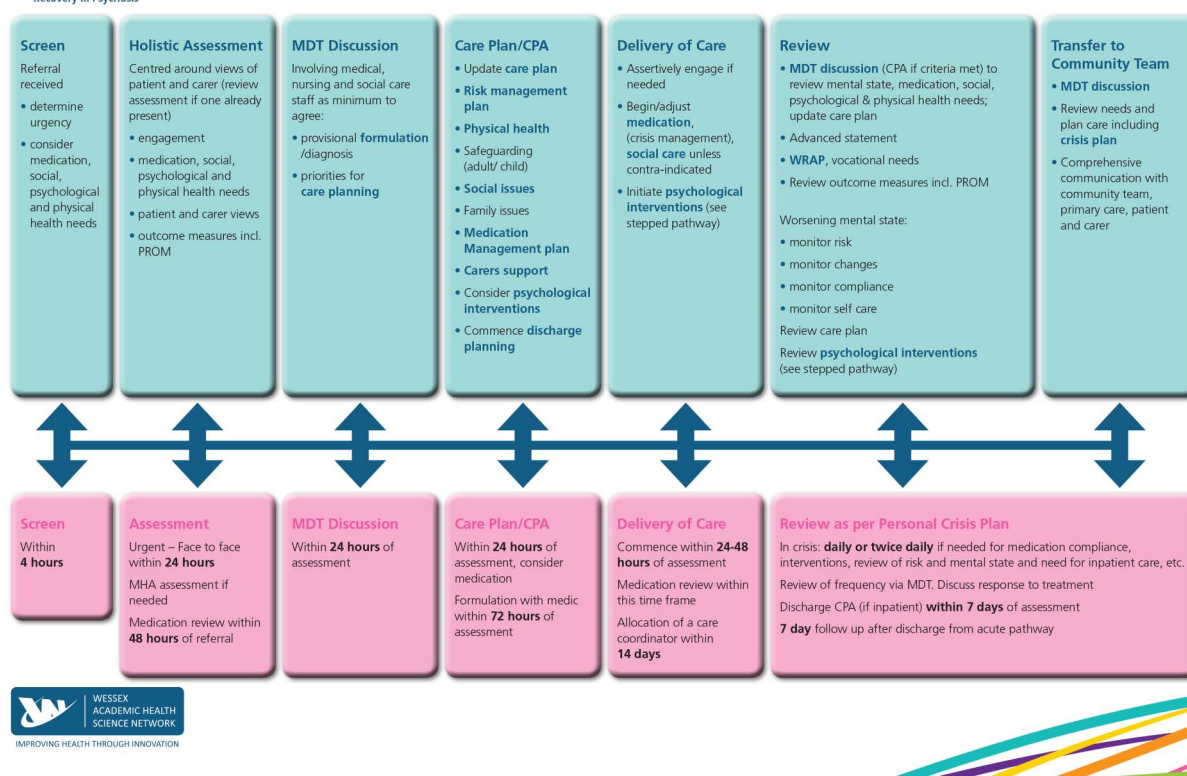 Recovery in Psychosis
Screen
Referral
received
• determine
urgency
• consider
medication,
social,
psychological
and physical
health needs
Holistic Assessment
Centred around views of
patient and carer (review
assessment if one already
present)
• engagement
• medication, social,
psychological and
physical health needs
• patient and carer views
• outcome measures incl.
PROM
MDT Discussion
Involving medical,
nursing and social care
staff as minimum to
agree:
• provisional formulation
/diagnosis
• priorities for
care planning
Care Plan/CPA
• Update care plan
• Risk management
plan
• Physical health
• Safeguarding
(adult/ child)
• Social issues
• Family issues
• Medication
Management plan
• Carers support
• Consider psychological
interventions
• Commence discharge
planning
Delivery of Care
• Assertively engage if
needed
• Begin/adjust
medication,
(crisis management),
social care unless
contra-indicated
• Initiate psychological
interventions (see
stepped pathway)
Review
• MDT discussion (CPA if criteria met) to
review mental state, medication, social,
psychological & physical health needs;
update care plan
• Advanced statement
• WRAP, vocational needs
• Review outcome measures incl. PROM
Worsening mental state:
• monitor risk
• monitor changes
• monitor compliance
• monitor self care
Review care plan
Review psychological interventions
(see stepped pathway)
Transfer to
Community Team
• MDT discussion
• Review needs and
plan care including
crisis plan
• Comprehensive
communication with
community team,
primary care, patient
and carer
Screen
Within
4 hours
Assessment
Urgent – Face to face
within 24 hours
MHA assessment if
needed
Medication review within
48 hours of referral
MDT Discussion
Within 24 hours of
assessment
Care Plan/CPA
Within 24 hours of
assessment, consider
medication
Formulation with medic
within 72 hours of
assessment
Delivery of Care
Commence within 24-48
hours of assessment
Medication review within
this time frame
Allocation of a care
coordinator within
14 days
Review as per Personal Crisis Plan
In crisis: daily or twice daily if needed for medication compliance,
interventions, review of risk and mental state and need for inpatient care, etc.
Review of frequency via MDT. Discuss response to treatment
Discharge CPA (if inpatient) within 7 days of assessment
7 day follow up after discharge from acute pathway
WESSEX
ACADEMIC HEALTH
SCIENCE NETWORK
IMPROVING HEALTH THROUGH INNOVATION